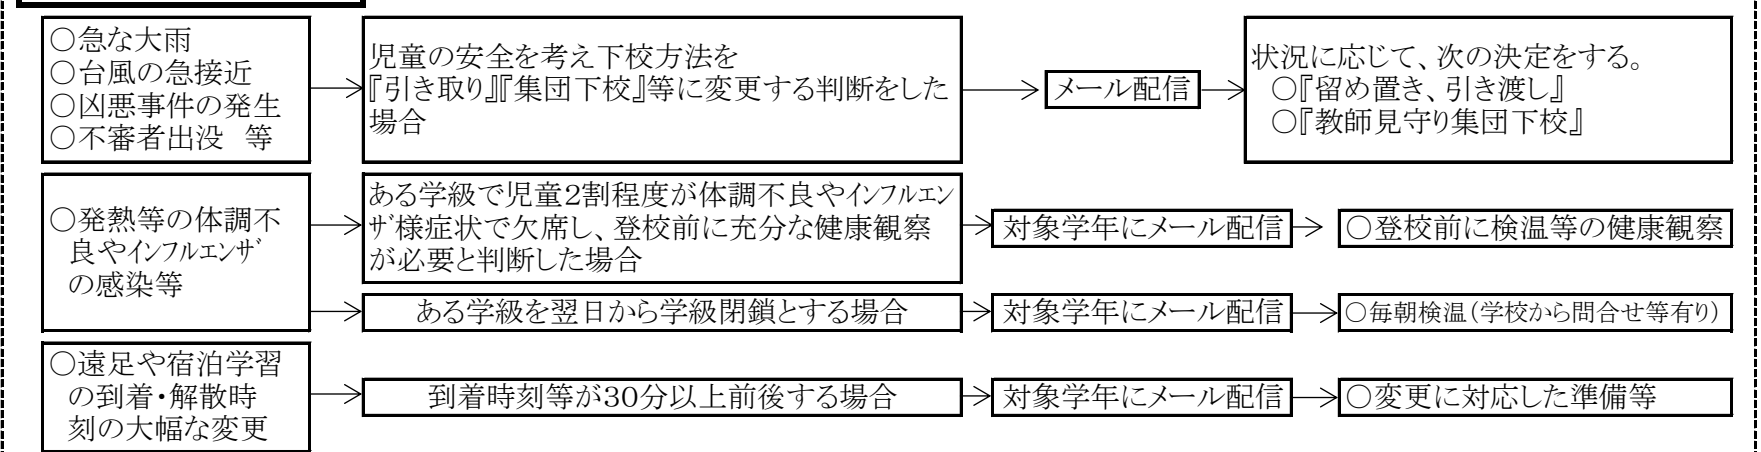 ○急な大雨
○台風の急接近
○凶悪事件の発生
○不審者出没　等
児童の安全を考え下校方法を
『引き取り』『集団下校』等に変更する判断をした
場合
メール配信
状況に応じて、次の決定をする。
○『留め置き、引き渡し』
○『教師見守り集団下校』
○発熱等の体調不
良やｲﾝﾌﾙｴﾝｻﾞ
の感染等
ある学級で児童２割程度が体調不良やｲﾝﾌﾙｴﾝ
ｻﾞ様症状で欠席し、登校前に充分な健康観察
が必要と判断した場合
対象学年にメール配信
○登校前に検温等の健康観察
ある学級を翌日から学級閉鎖とする場合
対象学年にメール配信
○毎朝検温（学校から問合せ等有り）
○遠足や宿泊学習
の到着・解散時
刻の大幅な変更
到着時刻等が３０分以上前後する場合
対象学年にメール配信
○変更に対応した準備等